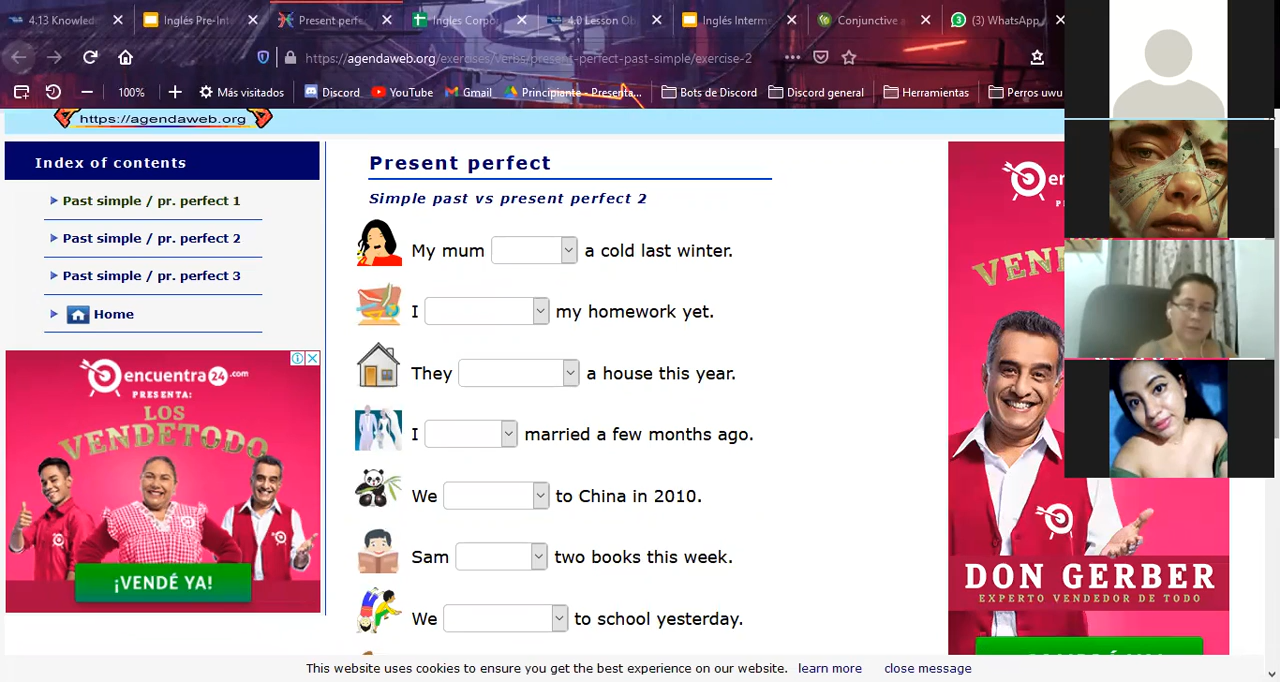 4.13 Knowled
Inglés Pre-Int
Present perfe
Ingles Corpo
4.0 Lesson Ob
Inglés Interm
Conjunctive a
(3) WhatsApp
https://agendaweb.org/exercises/verbs/present-perfect-past-simple/exercise-2
100%
Más visitados
Discord
YouTube
Gmail
Principiante - Presenta...
Bots de Discord
Discord general
Herramientas
Perros uwu
https://agendaweb.org
Index of contents
Past simple / pr. perfect 1
Past simple / pr. perfect 2
Past simple / pr. perfect 3
Home
encuentra24.com
PRESENTA:
LOS
VENDETODO
¡VENDÉ YA!
Present perfect
Simple past vs present perfect 2
My mum a cold last winter.
I my homework yet.
They a house this year.
I married a few months ago.
We to China in 2010.
Sam two books this week.
We to school yesterday.
DON GERBER
EXPERTO VENDEDOR DE TODO
This website uses cookies to ensure you get the best experience on our website. learn more close message